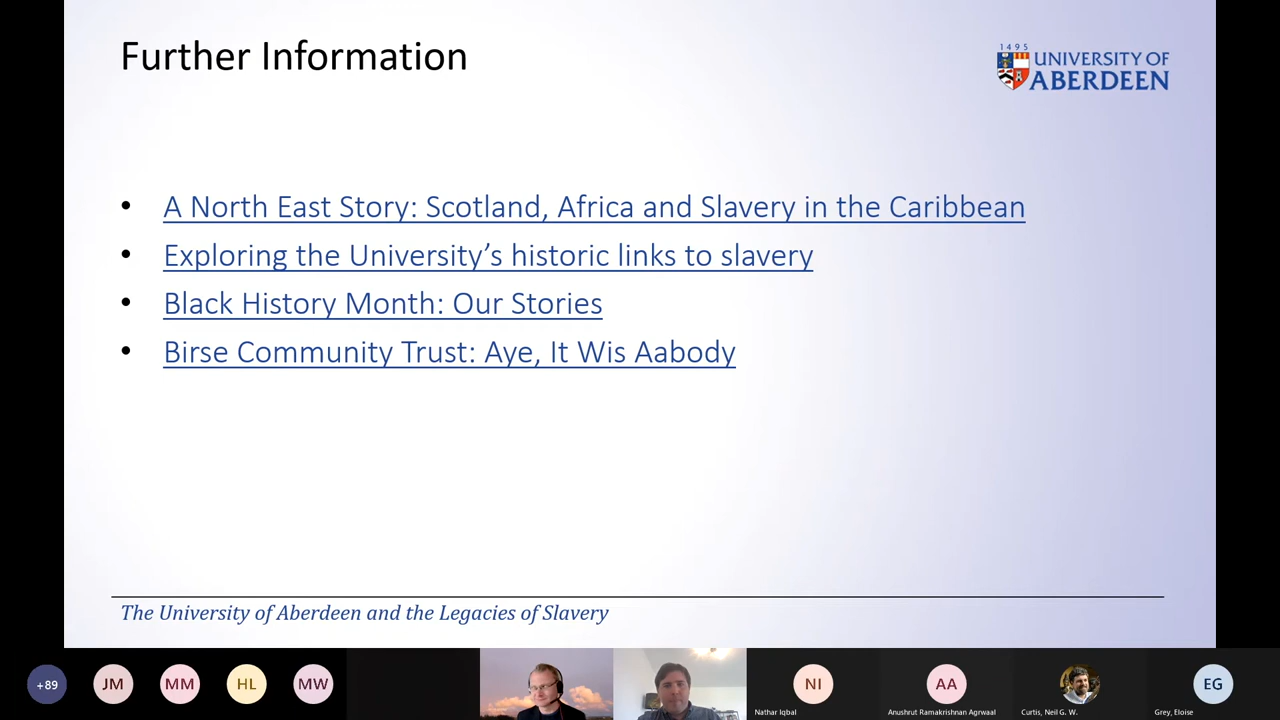 Further Information
1495
UNIVERSITY OF
ABERDEEN
A North East Story: Scotland, Africa and Slavery in the Caribbean
Exploring the University’s historic links to slavery
Black History Month: Our Stories
Birse Community Trust: Aye, It Wis Aabody
The University of Aberdeen and the Legacies of Slavery
+89
JM
MM
HL
MW
NI
AA
EG
Nathar Iqbal
Anushrut Ramakrishnan Agrwaal
Curtis, Neil G. W.
Grey, Eloise